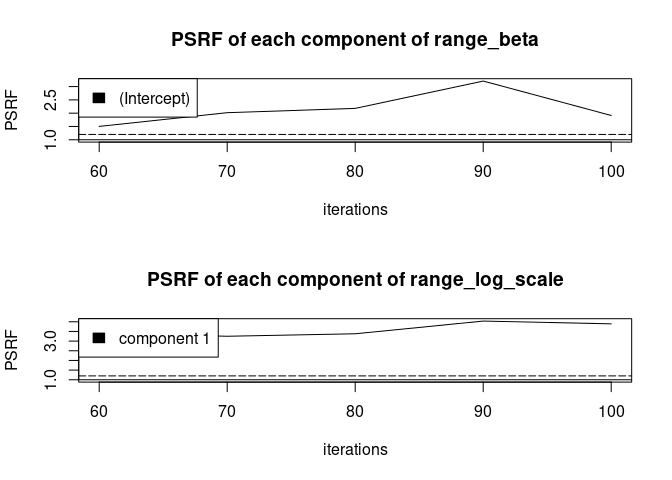 PSRF of each component of range_beta
PSRF
2.5
1.0
(Intercept)
60 70 80 90 100
iterations
PSRF of each component of range_log_scale
PSRF
3.0
1.0
component 1
60 70 80 90 100
iterations